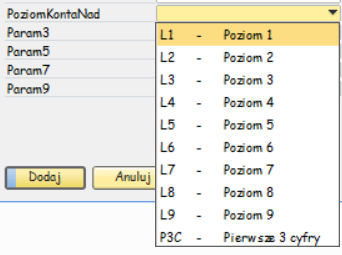 PoziomKontaNad
Param3
Param5
Param7
Param9
L1 - Poziom 1
L2 - Poziom 2
L3 - Poziom 3
L4 - Poziom 4
L5 - Poziom 5
L6 - Poziom 6
L7 - Poziom 7
L8 - Poziom 8
L9 - Poziom 9
P3C - Pierwsze 3 cyfry
Dodaj Anuluj